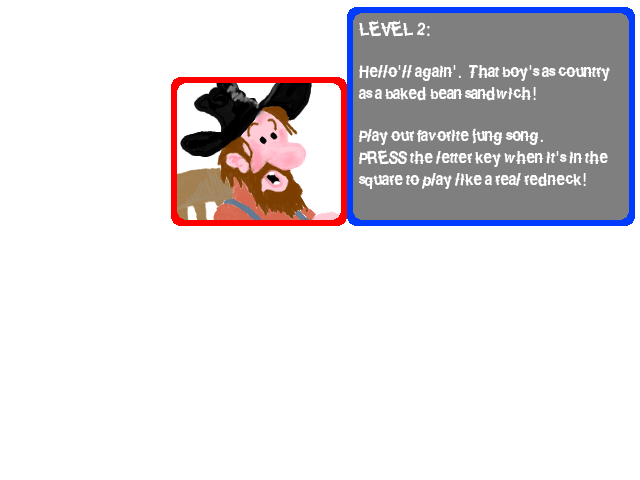 LEVEL 2:
Hello'll again'. That boy's as country
as a baked bean sandwich!
Play our favorite jung song.
PRESS the letter key when it's in the
square to play like a real redneck!